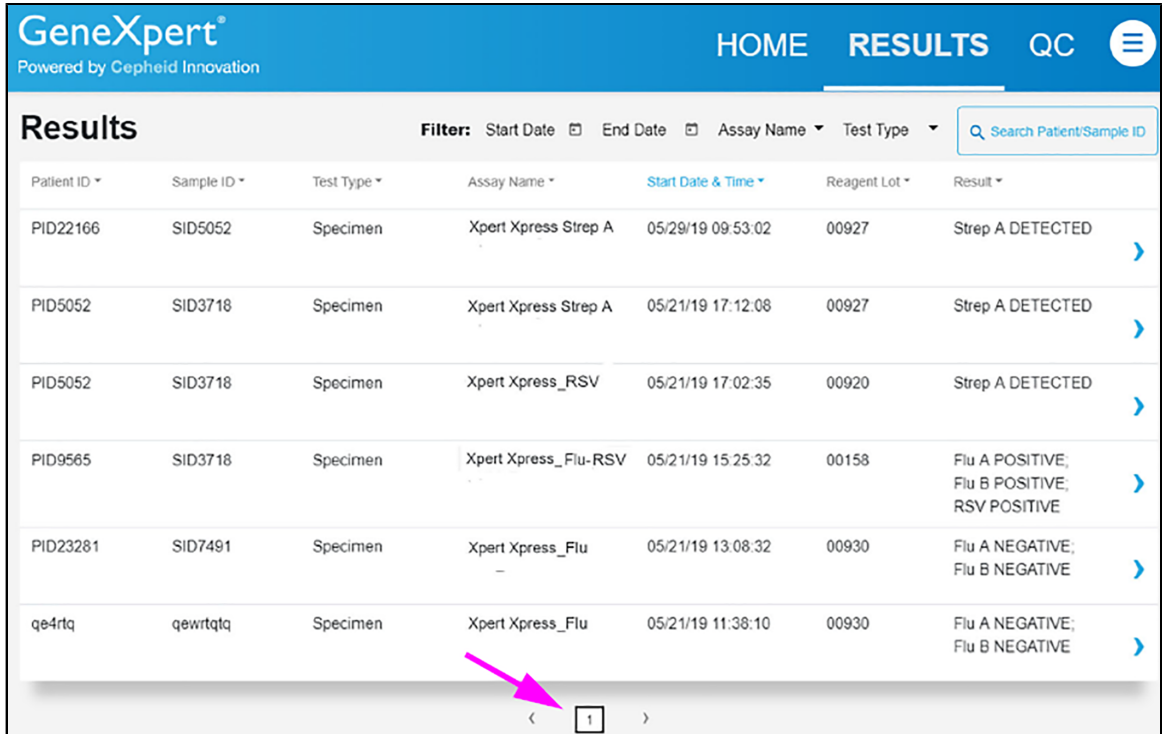 GeneXpert®
Powered by Cepheid Innovation
HOME RESULTS QC
Results
Filter: Start Date End Date Assay Name Test Type Search Patient/Sample ID
Patient ID Sample ID Test Type Assay Name Start Date & Time Reagent Lot Result
PID22166 SID5052 Specimen Xpert Xpress Strep A 05/29/19 09:53:02 00927 Strep A DETECTED
PID5052 SID3718 Specimen Xpert Xpress Strep A 05/21/19 17:12:08 00927 Strep A DETECTED
PID5052 SID3718 Specimen Xpert Xpress_RSV 05/21/19 17:02:35 00920 Strep A DETECTED
PID9565 SID3718 Specimen Xpert Xpress_Flu-RSV 05/21/19 15:25:32 00158 Flu A POSITIVE;
Flu B POSITIVE;
RSV POSITIVE
PID23281 SID7491 Specimen Xpert Xpress_Flu 05/21/19 13:08:32 00930 Flu A NEGATIVE;
Flu B NEGATIVE
qe4rtq qewrtqtq Specimen Xpert Xpress_Flu 05/21/19 11:38:10 00930 Flu A NEGATIVE;
Flu B NEGATIVE
1